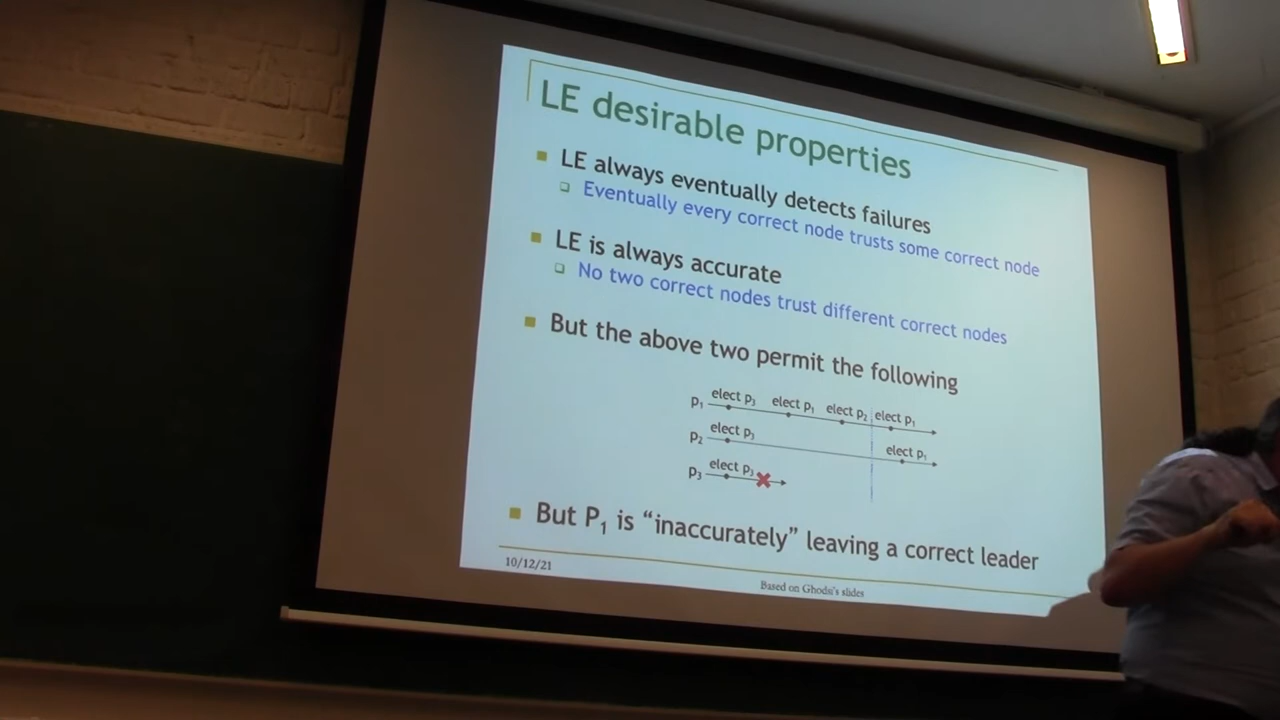 LE desirable properties
LE always eventually detects failures
Eventually every correct node trusts some correct node
LE is always accurate
No two correct nodes trust different correct nodes
But the above two permit the following
p₁ elect p₃ elect p₁ elect p₂ elect p₁
p₂ elect p₃ elect p₁
p₃ elect p₃
But P₁ is “inaccurately” leaving a correct leader
10/12/21
Based on Ghodsi's slides